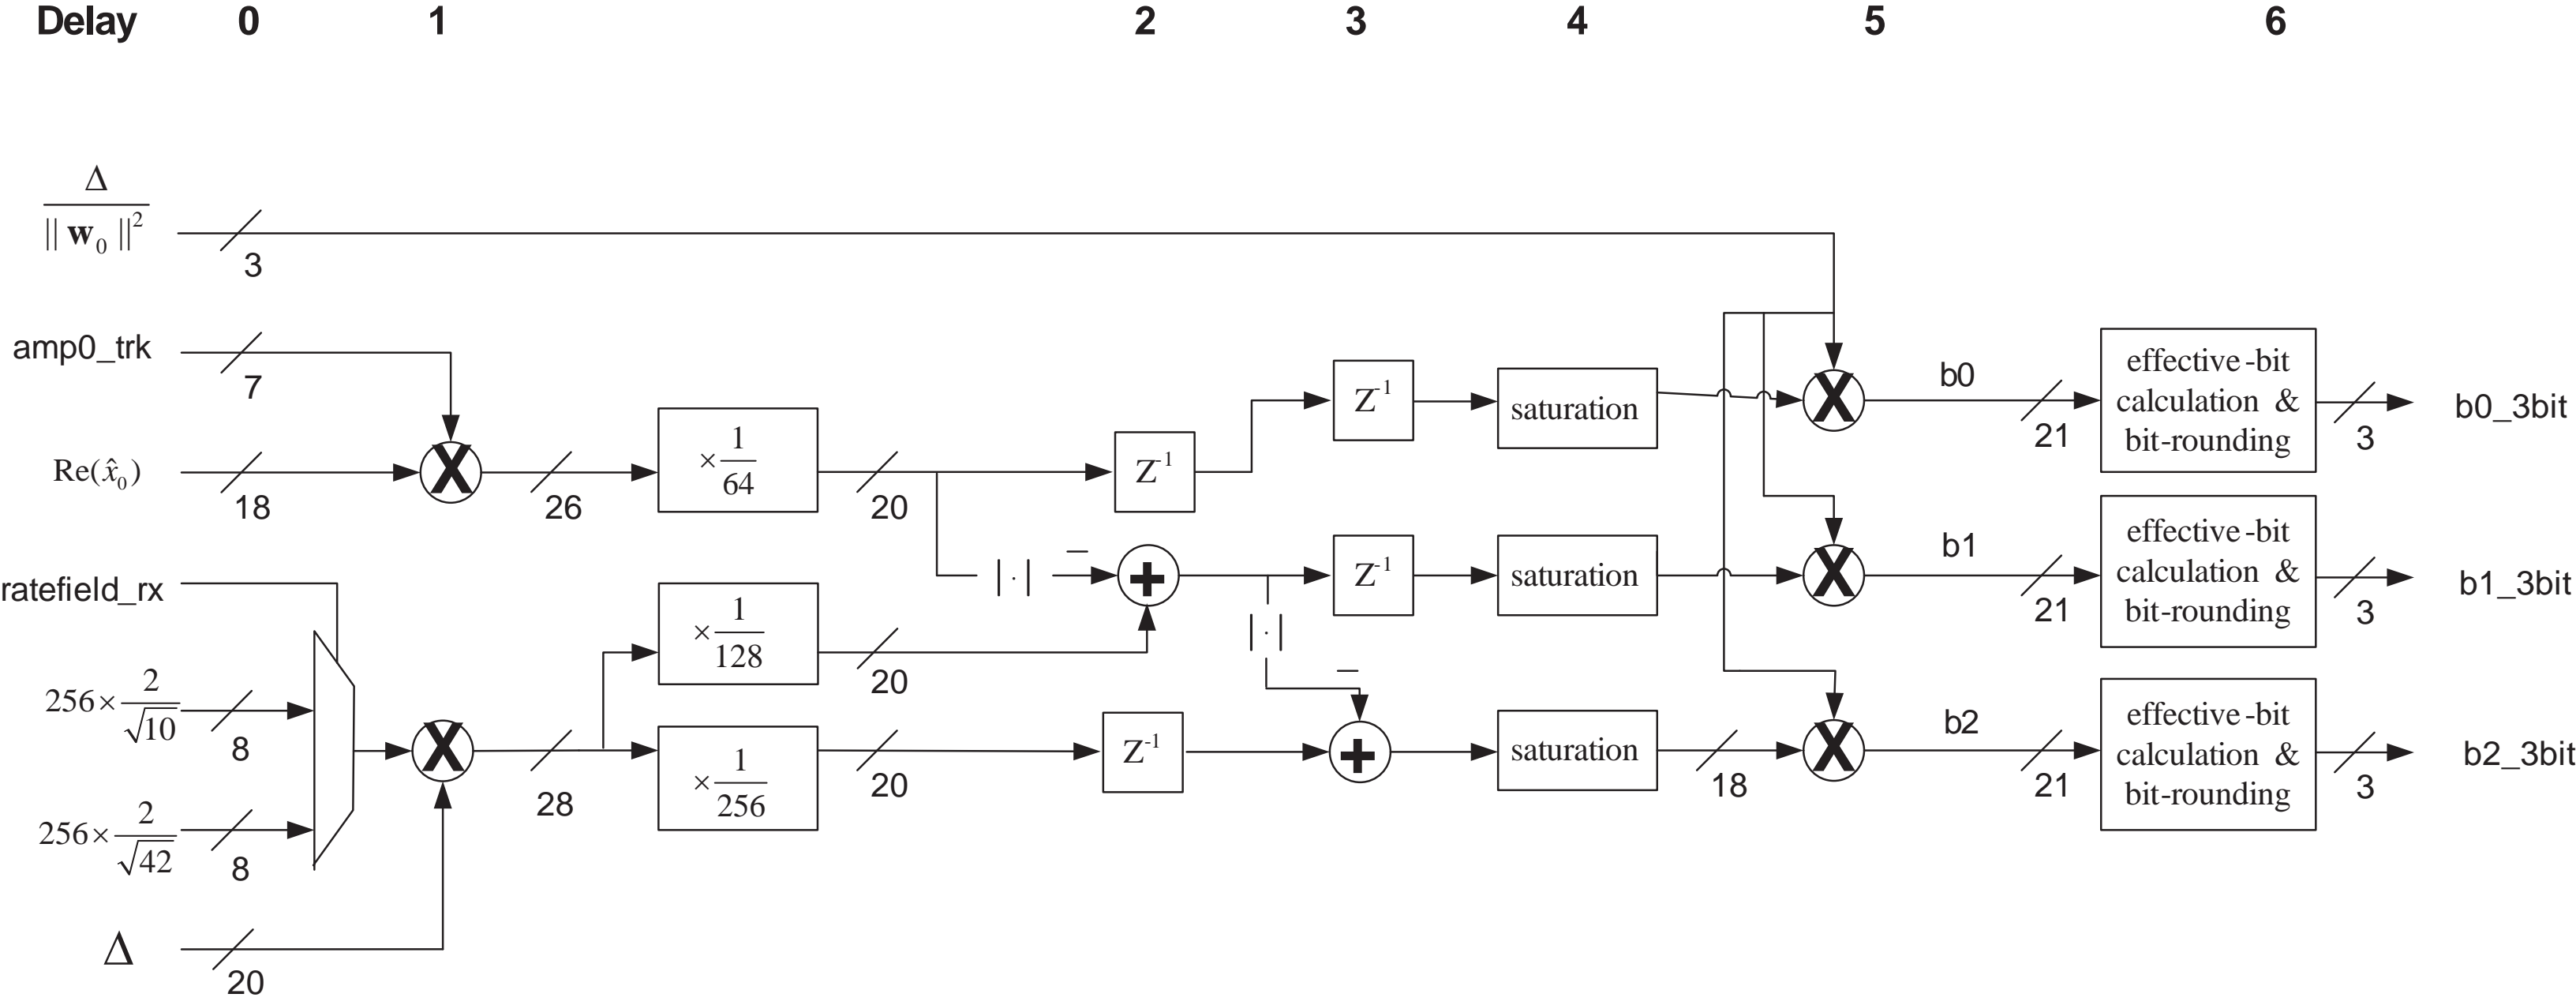 Delay 0 1 2 3 4 5 6
Δ
|| w₀ ||²
3
amp0_trk
7
Re(x̂₀)
18
26
× 1
64
20
Z⁻¹
Z⁻¹
saturation
X
X
b0
21
effective-bit
calculation &
bit-rounding
3
b0_3bit
| · |
−
+
Z⁻¹
saturation
X
b1
21
effective-bit
calculation &
bit-rounding
3
b1_3bit
ratefield_rx
× 1
128
20
| · |
−
256× 2
√10
8
X
28
× 1
256
20
Z⁻¹
+
saturation
18
X
b2
21
effective-bit
calculation &
bit-rounding
3
b2_3bit
256× 2
√42
8
Δ
20